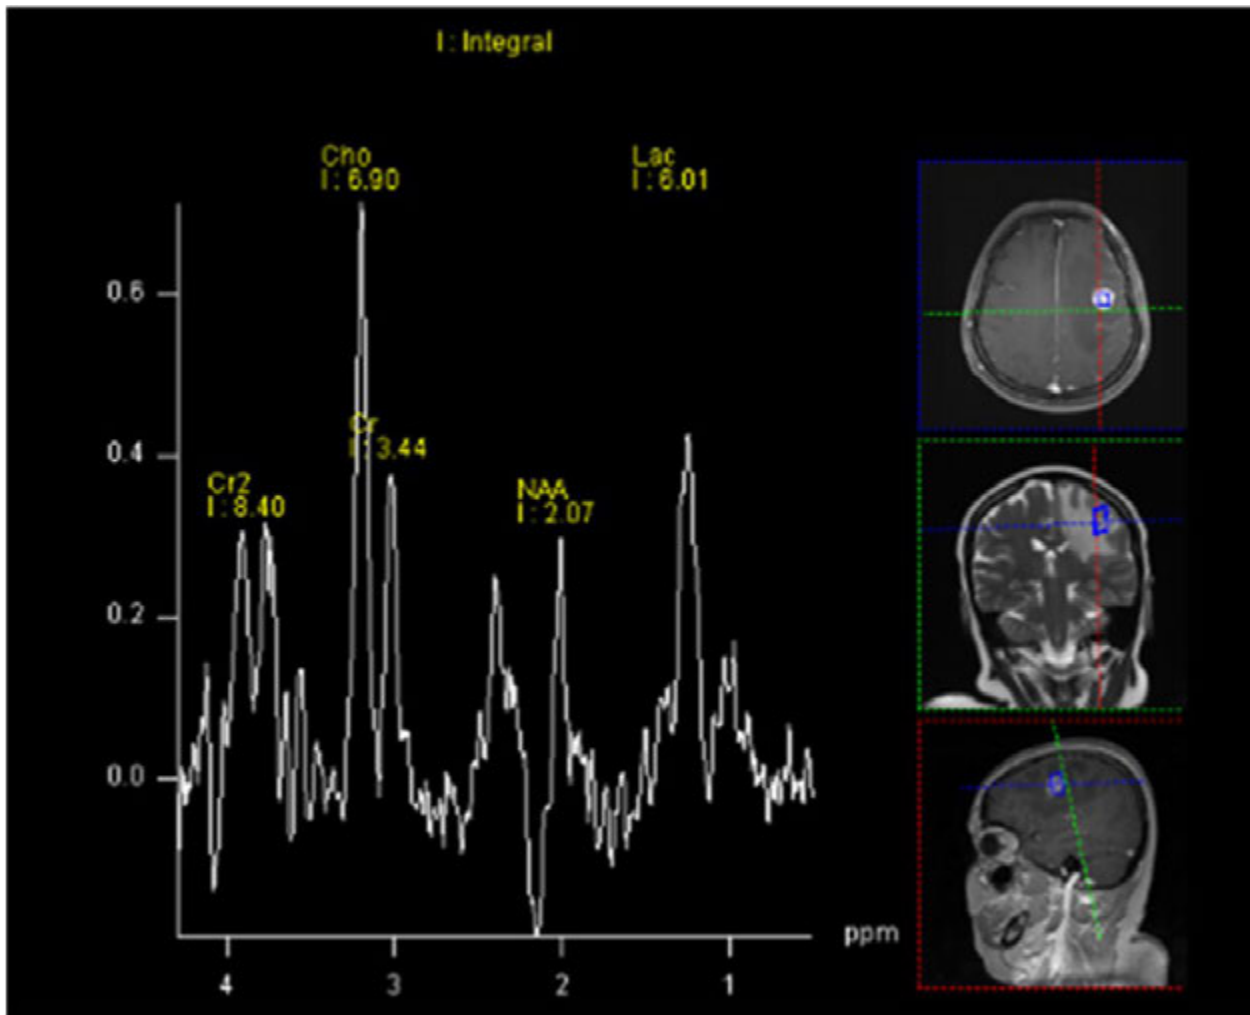 I : Integral
Cho
I : 6.90
Lac
I : 6.01
0.6
Cr
I : 3.44
0.4
Cr2
I : 8.40
NAA
I : 2.07
0.2
0.0
ppm
4 3 2 1